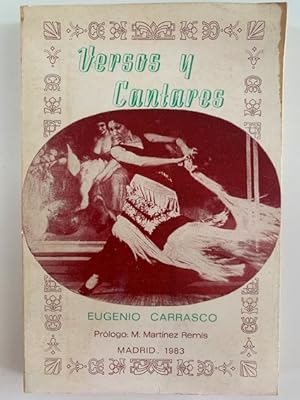 Versos y
Cantares
EUGENIO CARRASCO
Prólogo: M. Martinez Remis
MADRID. 1983